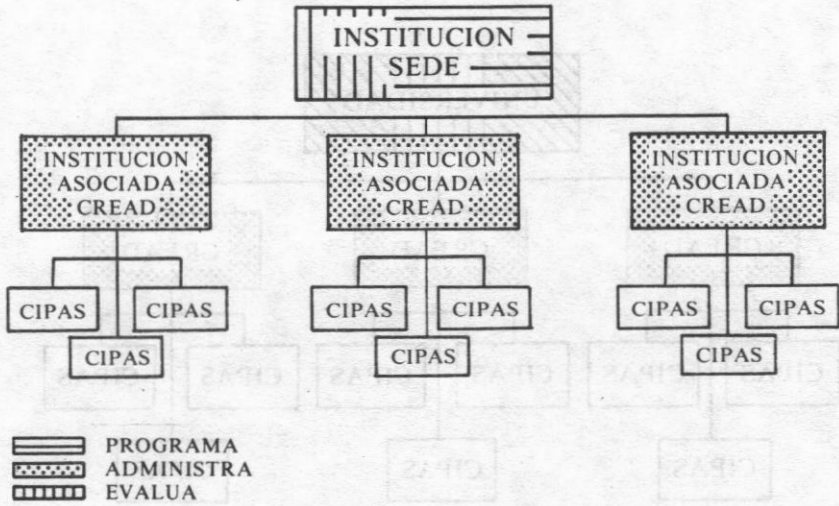 INSTITUCION
SEDE
INSTITUCION
ASOCIADA
CREAD
INSTITUCION
ASOCIADA
CREAD
INSTITUCION
ASOCIADA
CREAD
CIPAS
CIPAS
CIPAS
CIPAS
CIPAS
CIPAS
CIPAS
CIPAS
CIPAS
PROGRAMA
ADMINISTRA
EVALUA